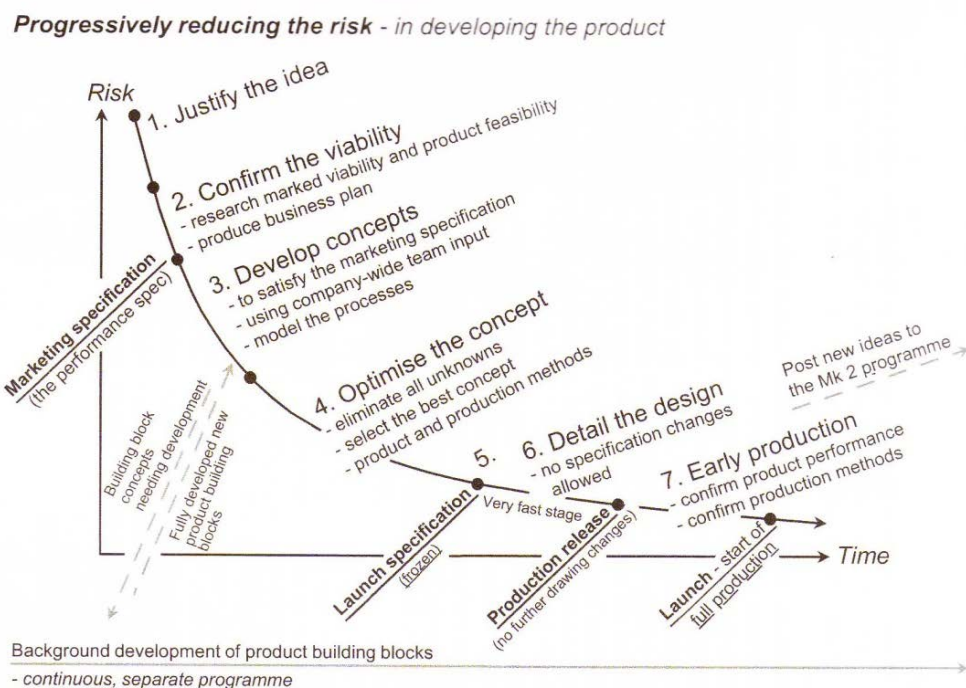 Progressively reducing the risk - in developing the product
Risk
1. Justify the idea
2. Confirm the viability
- research marked viability and product feasibility
- produce business plan
Marketing specification
(the performance spec)
3. Develop concepts
- to satisfy the marketing specification
- using company-wide team input
- model the processes
4. Optimise the concept
- eliminate all unknowns
- select the best concept
- product and production methods
Building block
concepts
needing development
Fully developed new
product building
blocks
5.
Launch specification
(frozen)
Very fast stage
6. Detail the design
- no specification changes
allowed
Production release
(no further drawing changes)
7. Early production
- confirm product performance
- confirm production methods
Launch - start of
full production
Post new ideas to
the Mk 2 programme
Time
Background development of product building blocks
- continuous, separate programme